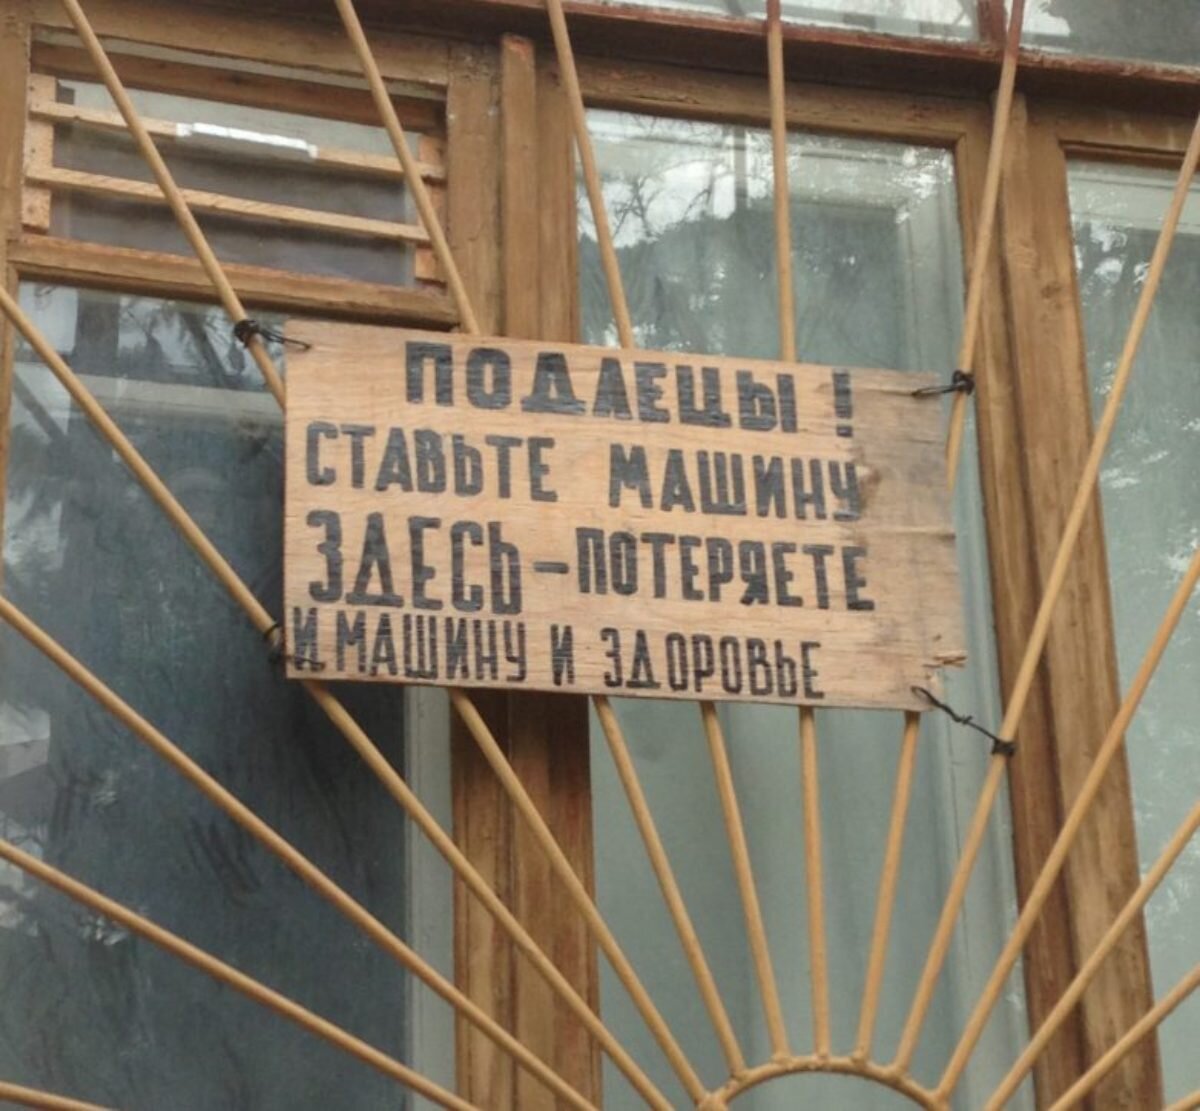 ПОДЛЕЦЫ !
СТАВЬТЕ МАШИНУ
ЗДЕСЬ - ПОТЕРЯЕТЕ
И МАШИНУ И ЗДОРОВЬЕ